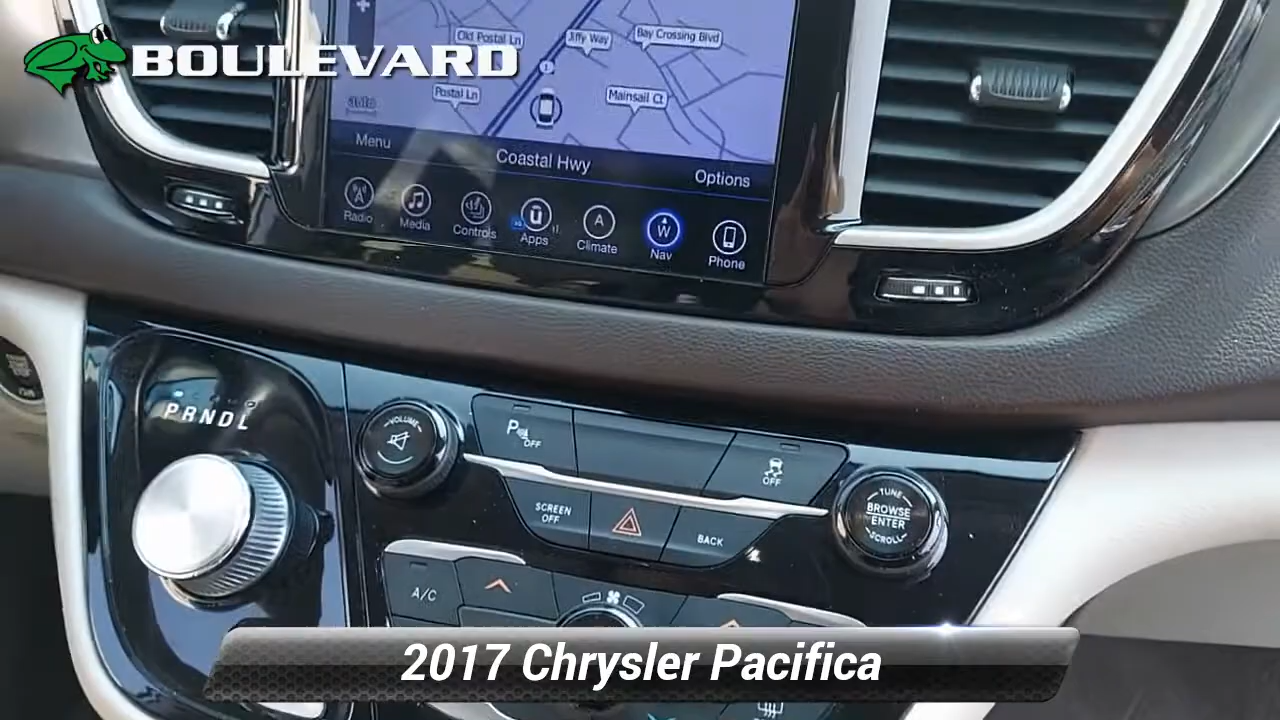 BOULEVARD
Old Postal Ln
Jiffy Way
Bay Crossing Blvd
Postal Ln
Mainsail Ct
auto
Menu
Coastal Hwy
Options
Radio
Media
Controls
Apps
A
Climate
W
Nav
Phone
PRNDL
VOLUME
P OFF
OFF
TUNE
BROWSE
ENTER
SCROLL
SCREEN
OFF
BACK
A/C
2017 Chrysler Pacifica